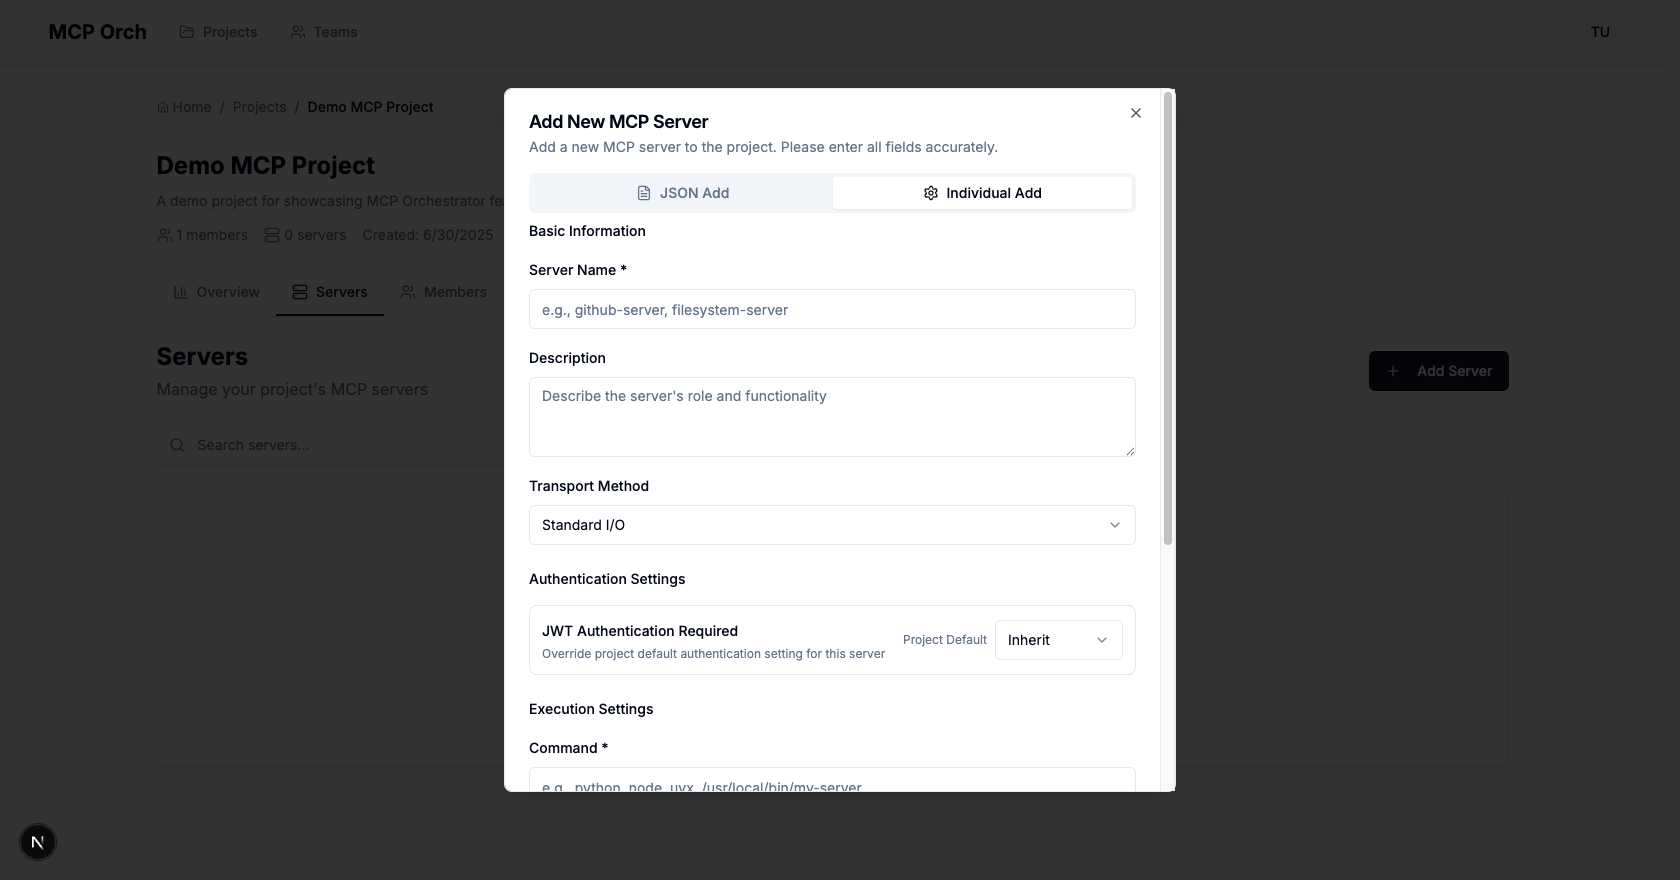 MCP Orch
Projects
Teams
TU
Home / Projects / Demo MCP Project
Demo MCP Project
A demo project for showcasing MCP Orchestrator
1 members
0 servers
Created: 6/30/2025
Overview
Servers
Members
Servers
Manage your project's MCP servers
Add Server
Search servers...
Add New MCP Server
Add a new MCP server to the project. Please enter all fields accurately.
JSON Add
Individual Add
Basic Information
Server Name *
e.g., github-server, filesystem-server
Description
Describe the server's role and functionality
Transport Method
Standard I/O
Authentication Settings
JWT Authentication Required
Override project default authentication setting for this server
Project Default
Inherit
Execution Settings
Command *
e.g., python, node, uvx, /usr/local/bin/my-server
N